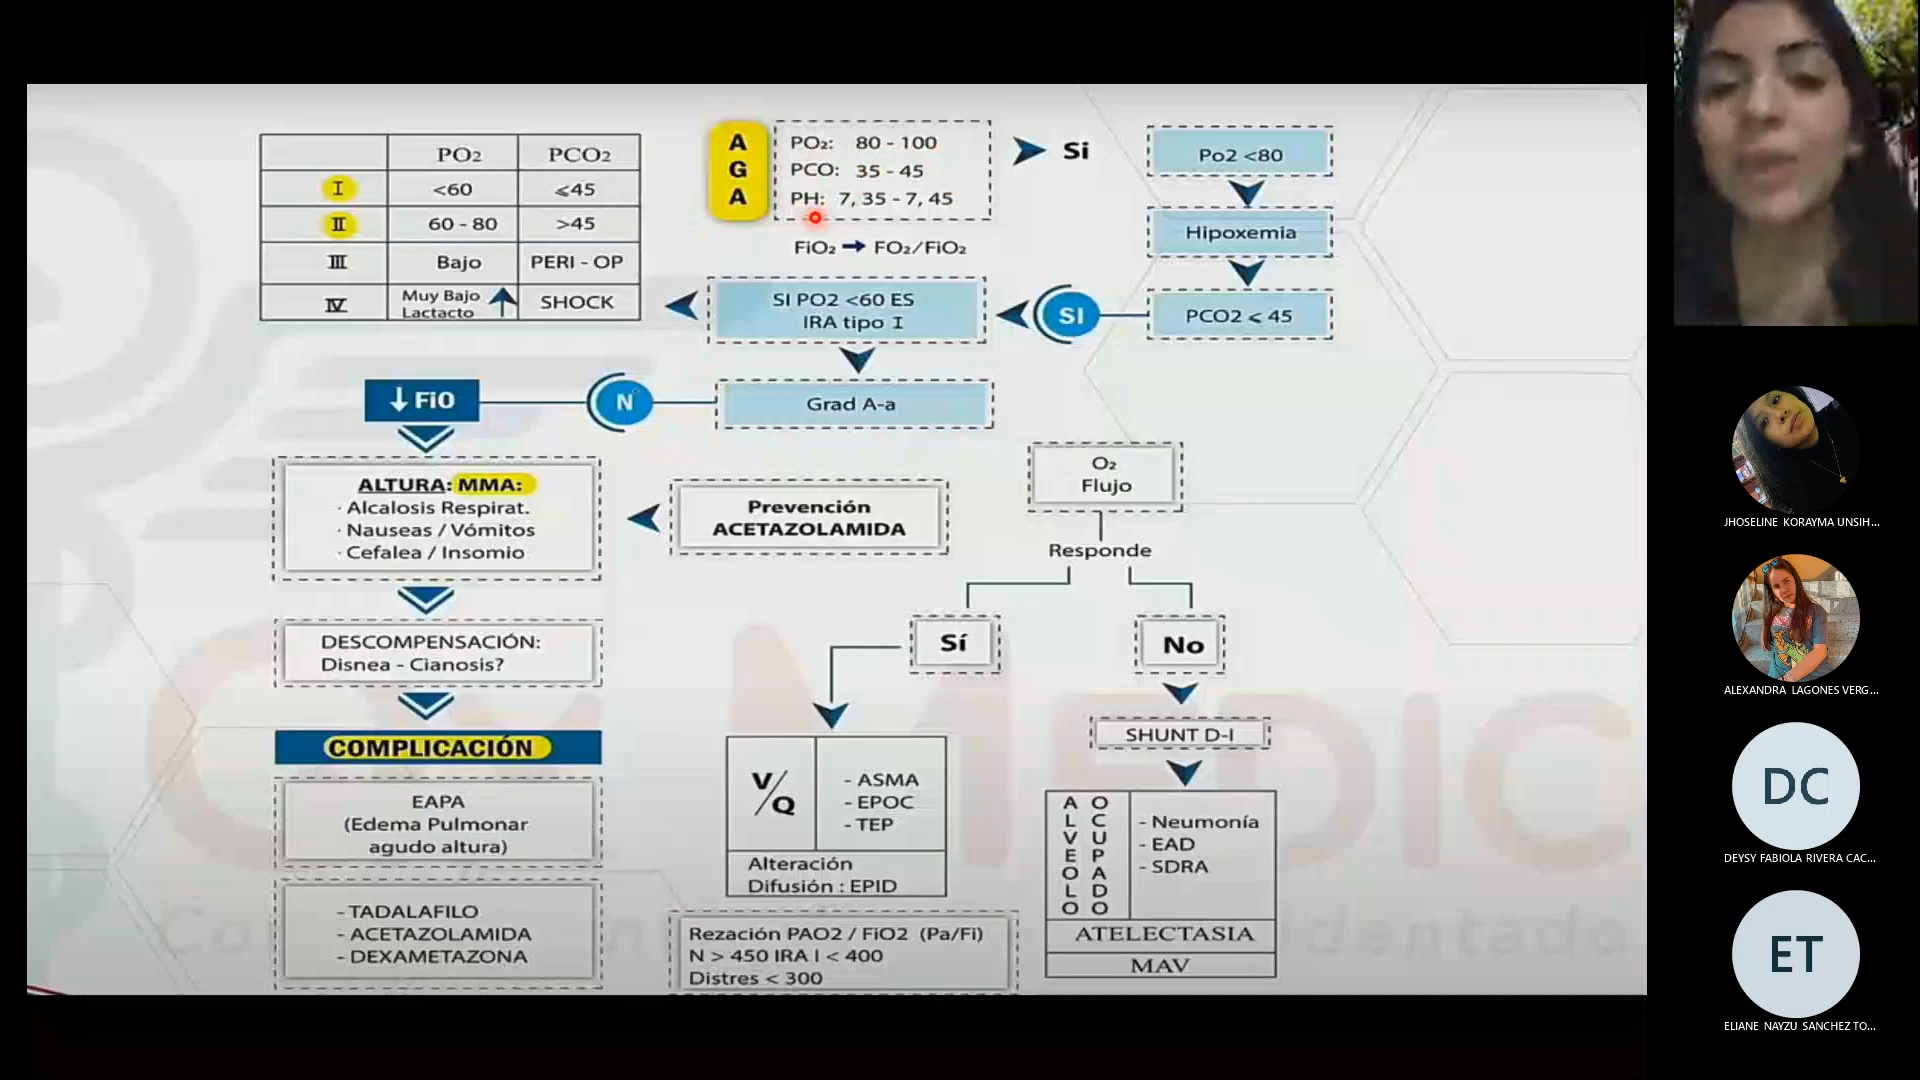 PO₂ PCO₂
I <60 ⩽45
II 60 - 80 >45
III Bajo PERI - OP
IV Muy Bajo Lactacto SHOCK
A G A
PO₂: 80 - 100
PCO: 35 - 45
PH: 7, 35 - 7, 45
FiO₂ → FO₂/FiO₂
Si
Po2 <80
Hipoxemia
PCO2 ⩽ 45
SI
SI PO2 <60 ES
IRA tipo I
Grad A-a
N
↓ FiO
ALTURA: MMA:
· Alcalosis Respirat.
· Nauseas / Vómitos
· Cefalea / Insomio
Prevención
ACETAZOLAMIDA
DESCOMPENSACIÓN:
Disnea - Cianosis?
COMPLICACIÓN
EAPA
(Edema Pulmonar
agudo altura)
- TADALAFILO
- ACETAZOLAMIDA
- DEXAMETAZONA
O₂
Flujo
Responde
Sí
No
V/Q
- ASMA
- EPOC
- TEP
Alteración
Difusión : EPID
SHUNT D-I
ALVEOLO OCUPADO
- Neumonía
- EAD
- SDRA
ATELECTASIA
MAV
Rezación PAO2 / FiO2 (Pa/Fi)
N > 450 IRA I < 400
Distres < 300
JHOSELINE KORAYMA UNSIH...
ALEXANDRA LAGONES VERG...
DC
DEYSY FABIOLA RIVERA CAC...
ET
ELIANE NAYZU SANCHEZ TO...